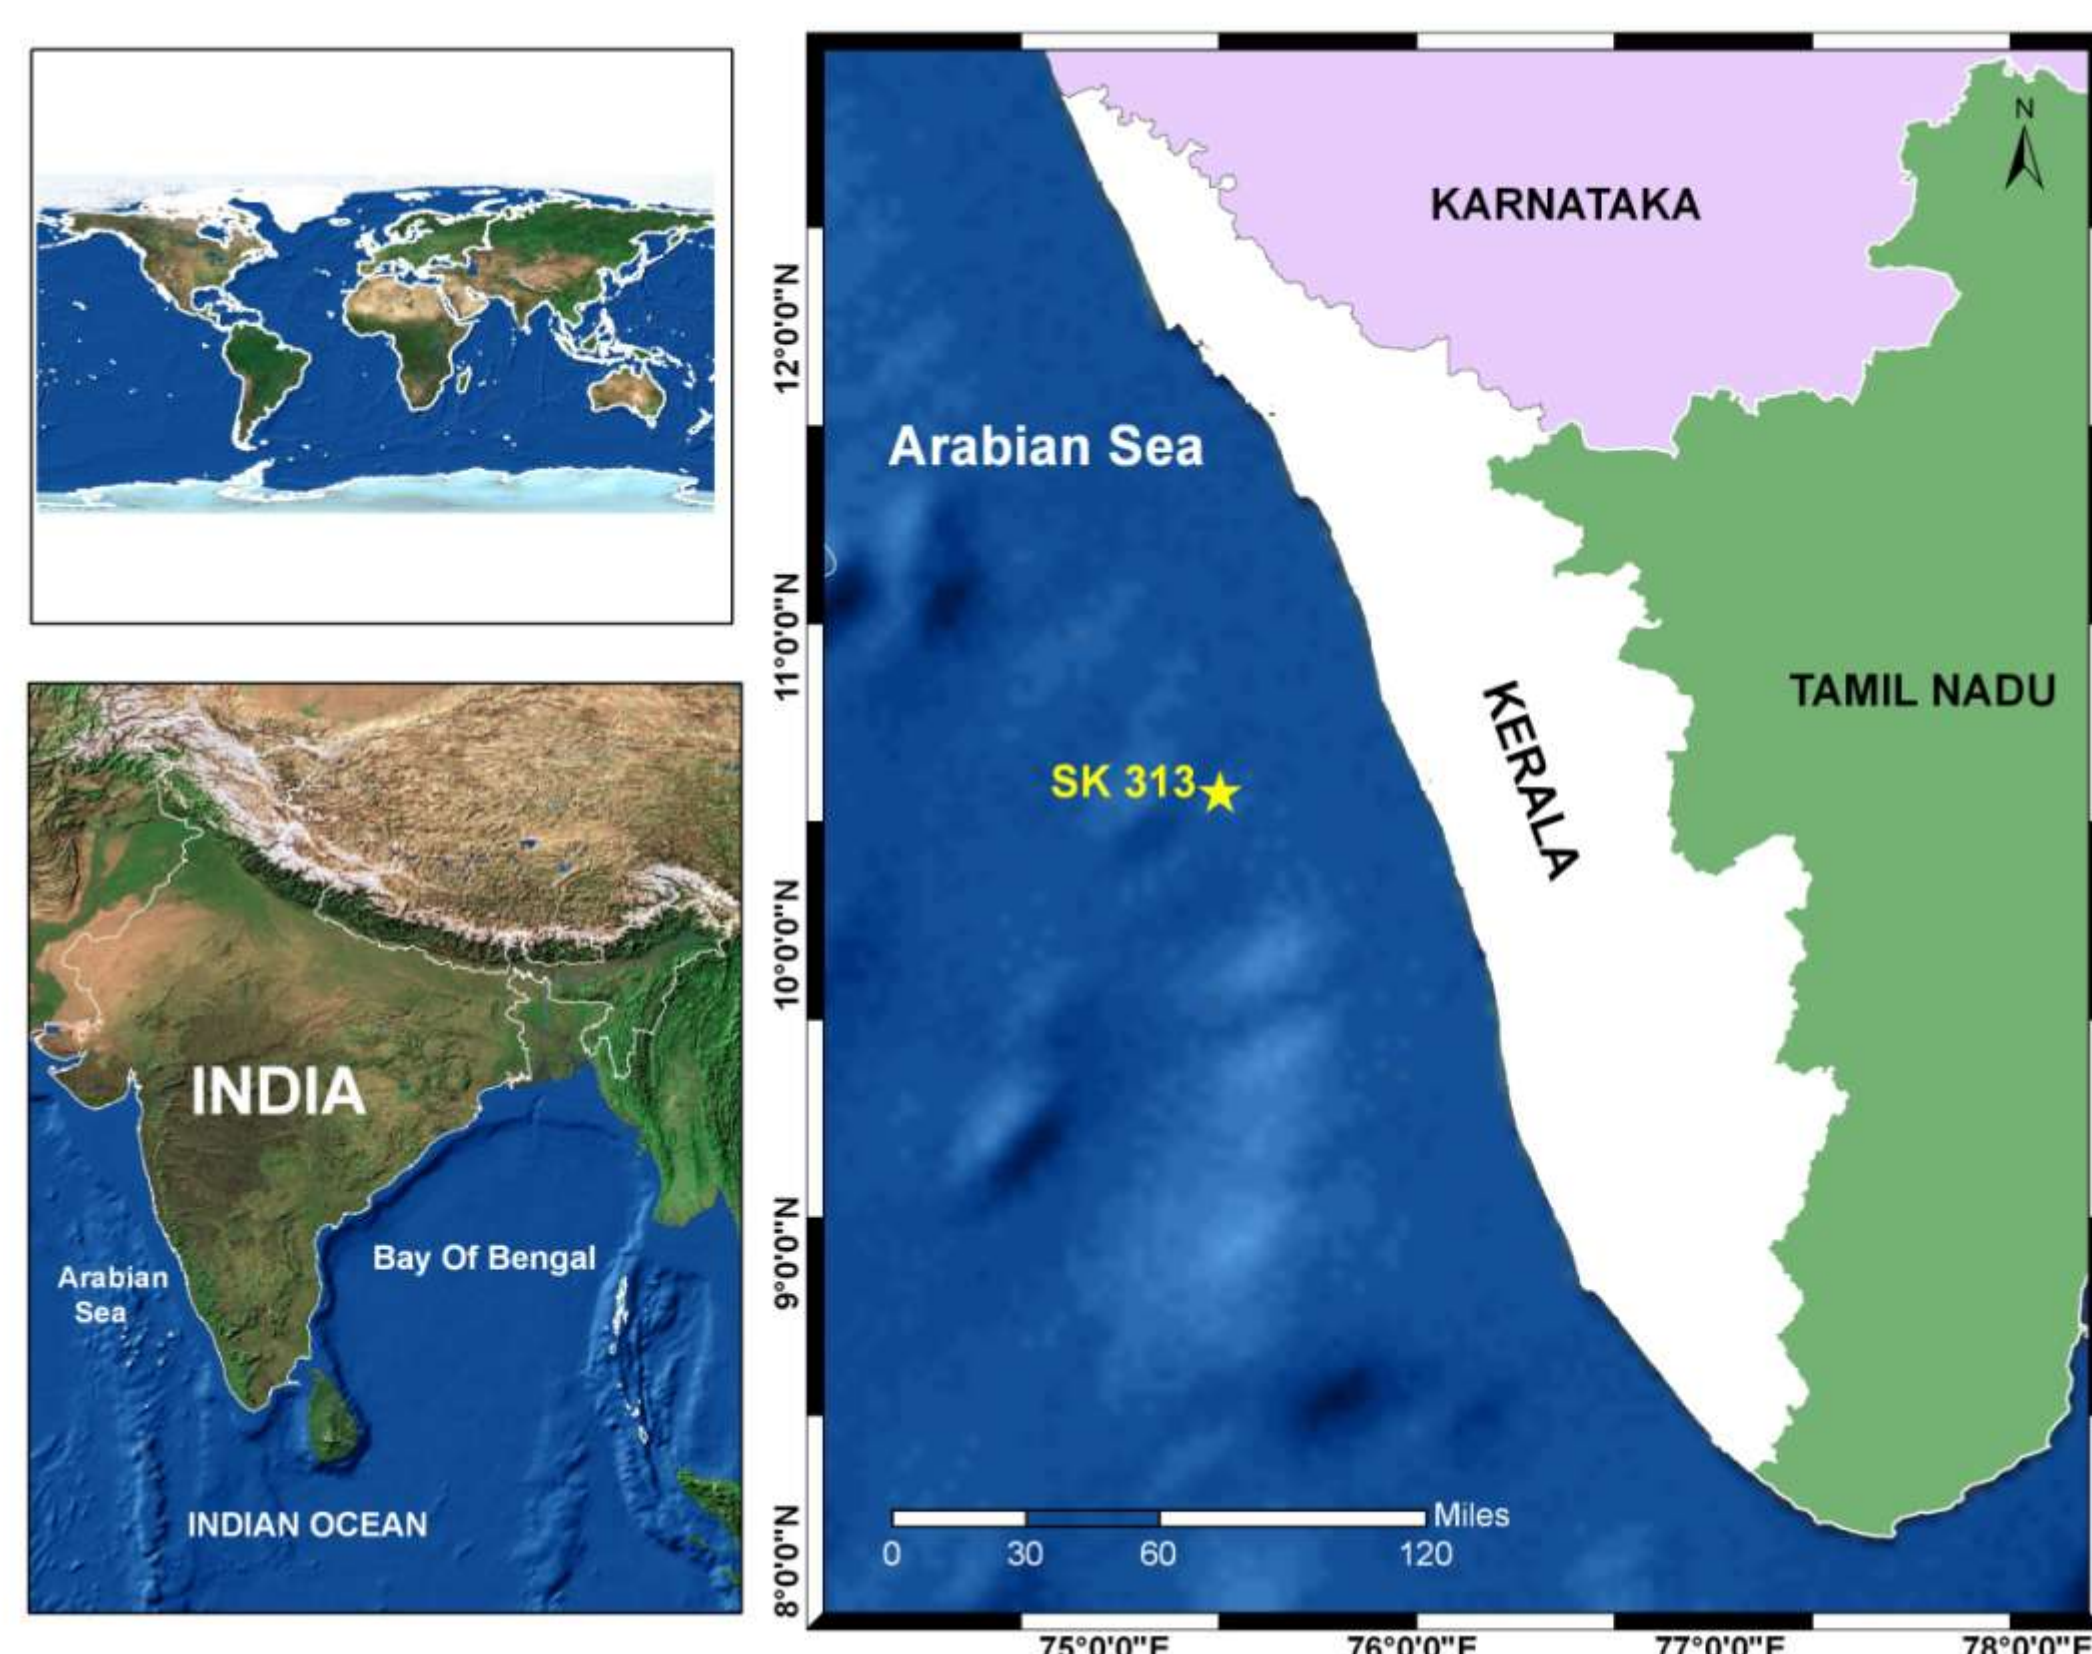 INDIA
Arabian
Sea
Bay Of Bengal
INDIAN OCEAN
N
KARNATAKA
Arabian Sea
TAMIL NADU
KERALA
SK 313
Miles
0 30 60 120
12°0'0"N
11°0'0"N
10°0'0"N
9°0'0"N
8°0'0"N
75°0'0"E 76°0'0"E 77°0'0"E 78°0'0"E